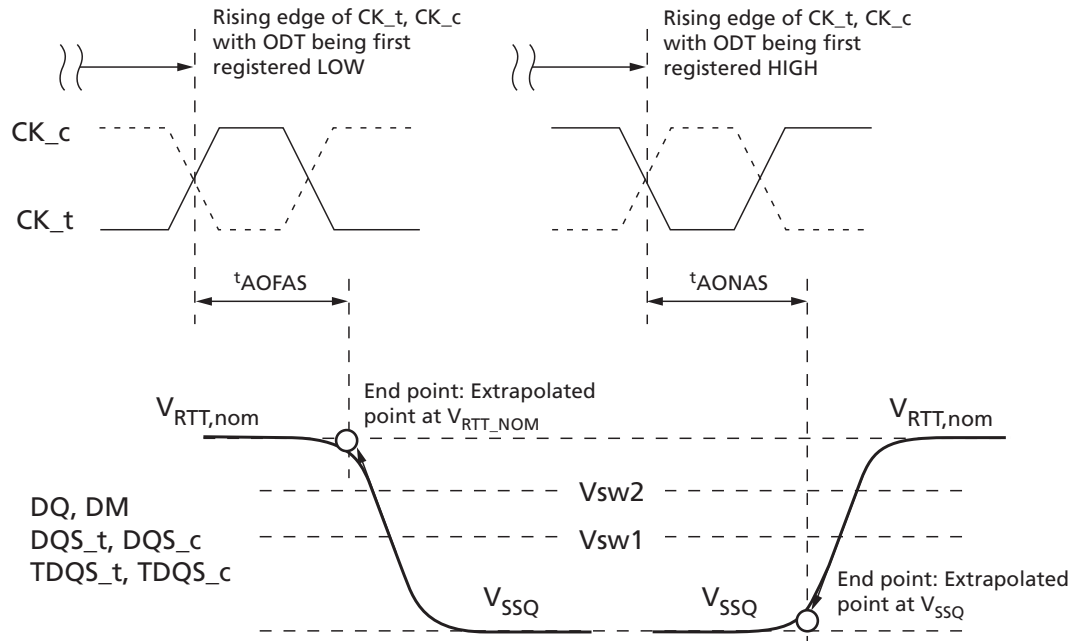 Rising edge of CK_t, CK_c
with ODT being first
registered LOW
Rising edge of CK_t, CK_c
with ODT being first
registered HIGH
CK_c
CK_t
tAOFAS
tAONAS
End point: Extrapolated
point at VRTT_NOM
VRTT,nom
VRTT,nom
Vsw2
DQ, DM
DQS_t, DQS_c
TDQS_t, TDQS_c
Vsw1
VSSQ
VSSQ
End point: Extrapolated
point at VSSQ